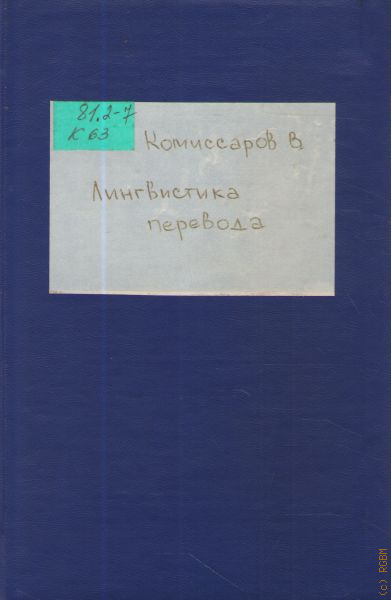 81.2-7
К 63
Комиссаров В
Лингвистика
перевода
(c) RGBM